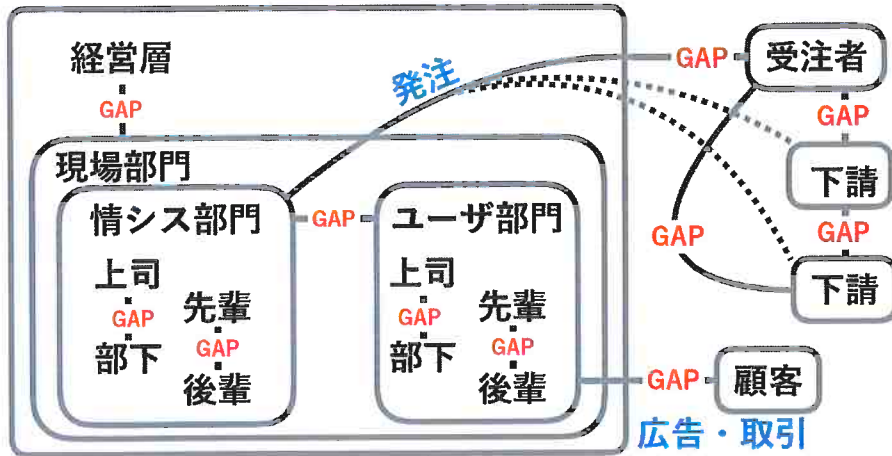 経営層
GAP
現場部門
情シス部門
GAP
ユーザ部門
上司
GAP
部下
先輩
GAP
後輩
上司
GAP
部下
先輩
GAP
後輩
発注
GAP
受注者
GAP
下請
GAP
GAP
下請
GAP
顧客
広告・取引